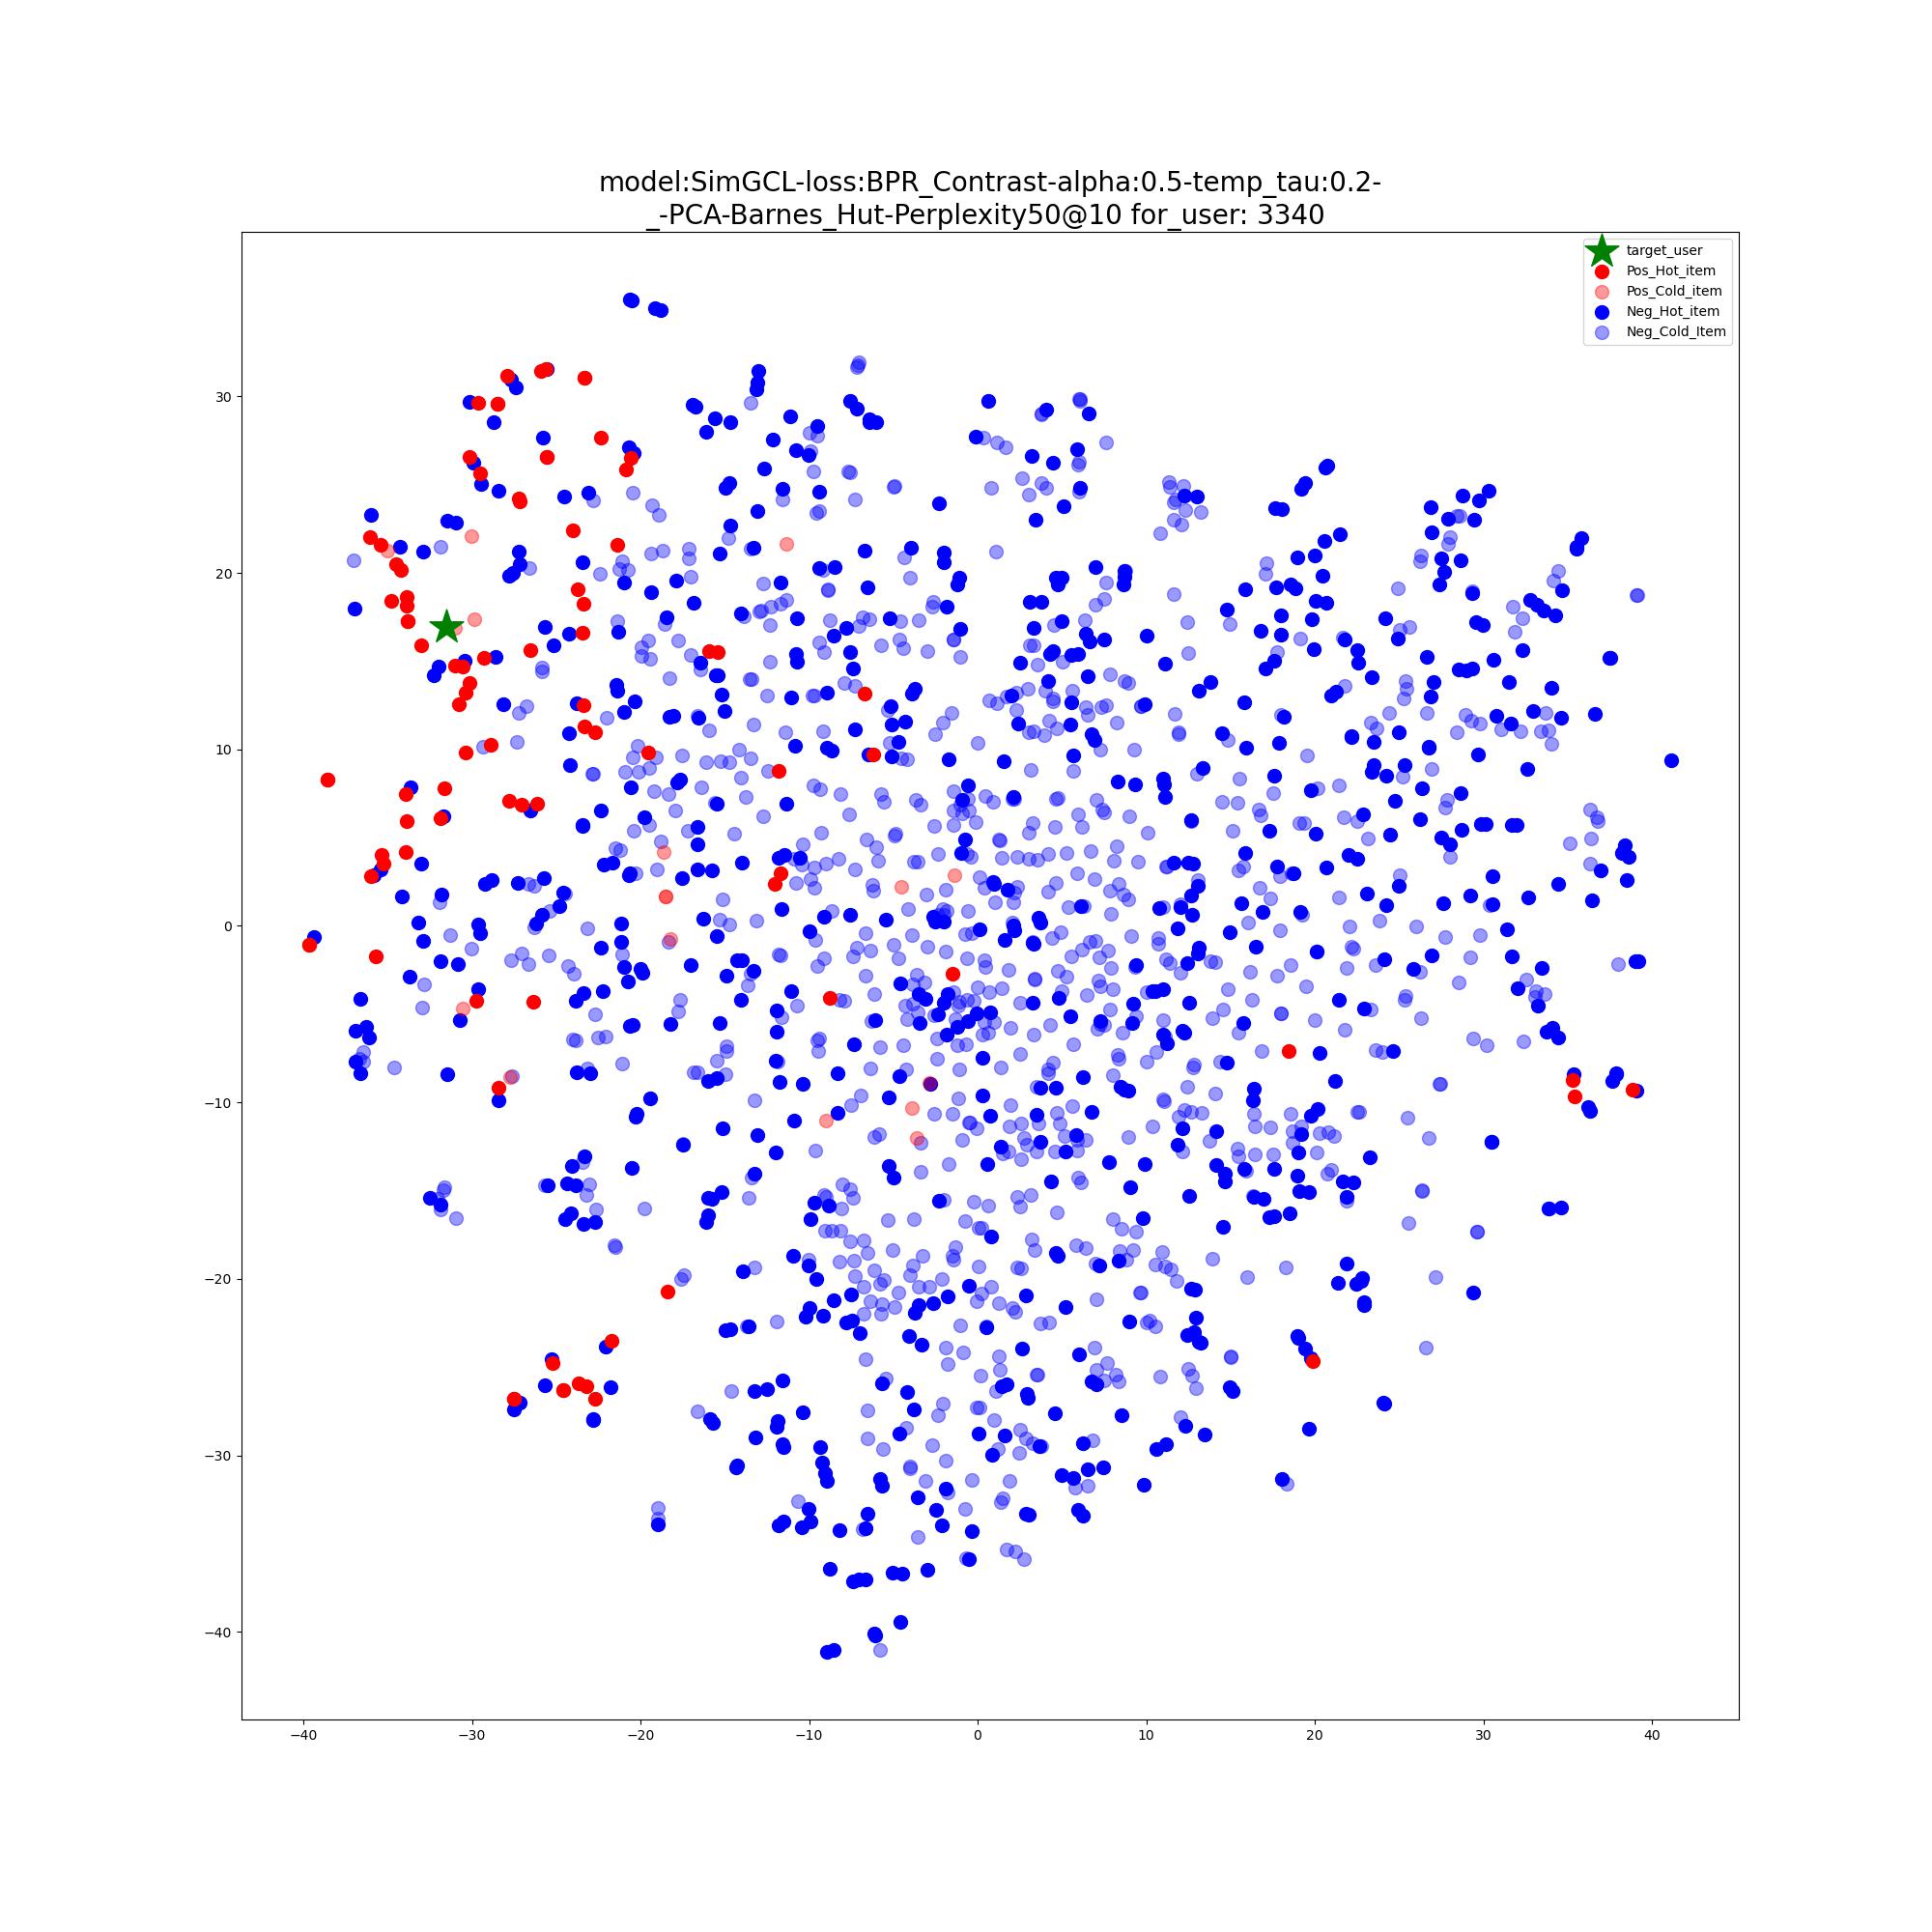 model:SimGCL-loss:BPR_Contrast-alpha:0.5-temp_tau:0.2-
_-PCA-Barnes_Hut-Perplexity50@10 for_user: 3340
target_user
Pos_Hot_item
Pos_Cold_item
Neg_Hot_item
Neg_Cold_Item
30
20
10
0
−10
−20
−30
−40
−40 −30 −20 −10 0 10 20 30 40